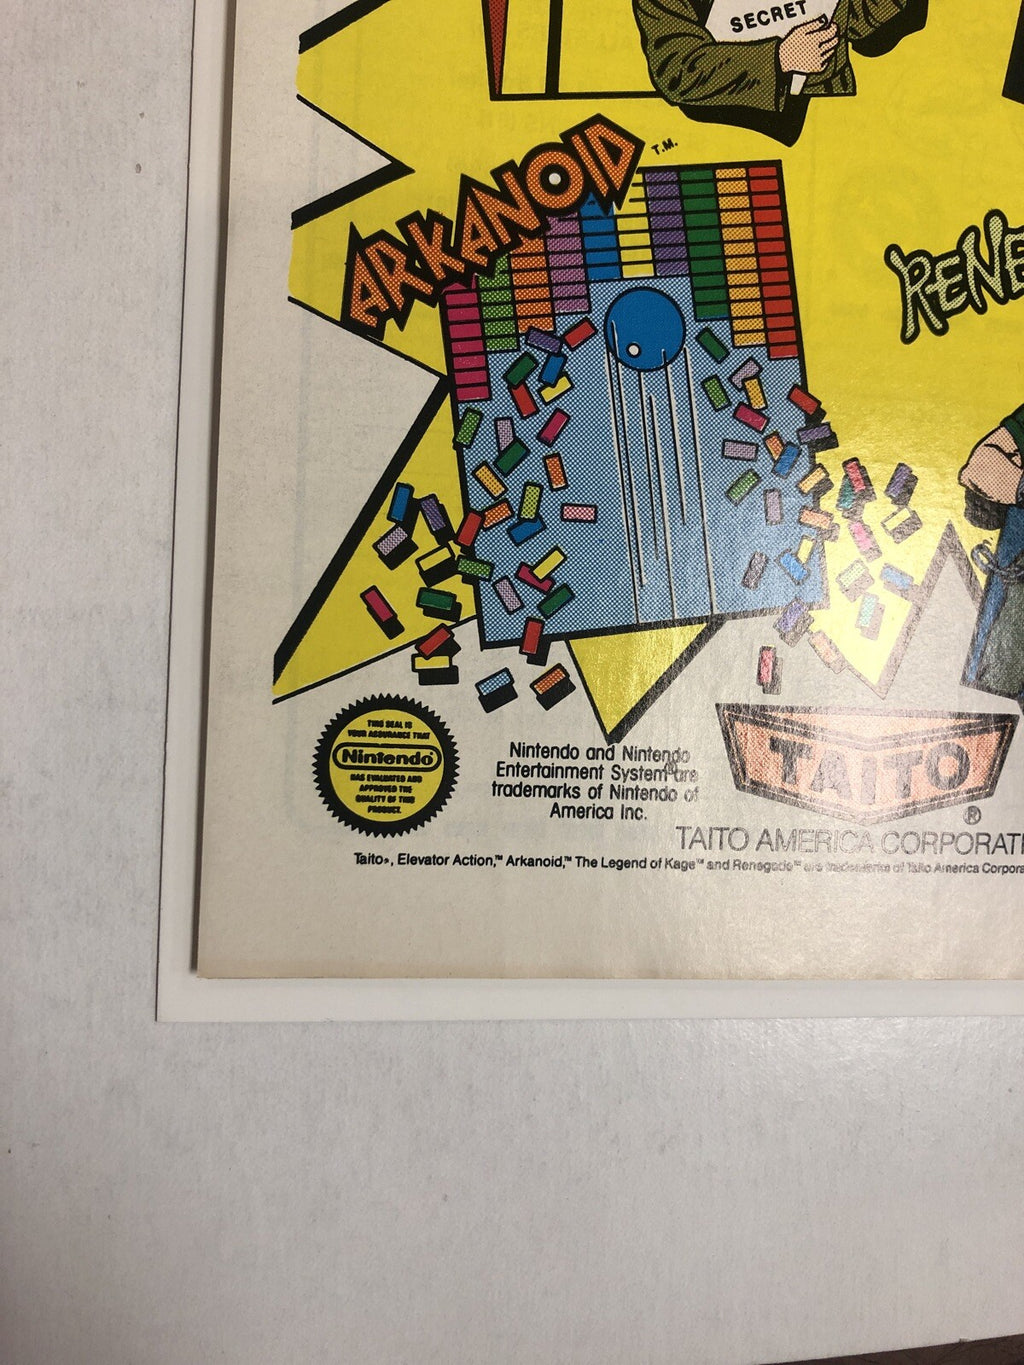 SECRET
ARKANOID T.M.
RENE
THIS SEAL IS
YOUR ASSURANCE THAT
Nintendo®
HAS EVALUATED AND
APPROVED THE
QUALITY OF THIS
PRODUCT.
Nintendo and Nintendo
Entertainment System® are
trademarks of Nintendo of
America Inc.
TAITO
®
TAITO AMERICA CORPORATI
Taito®, Elevator Action,™ Arkanoid,™ The Legend of Kage™ and Renegade™ are trademarks of Taito America Corpora